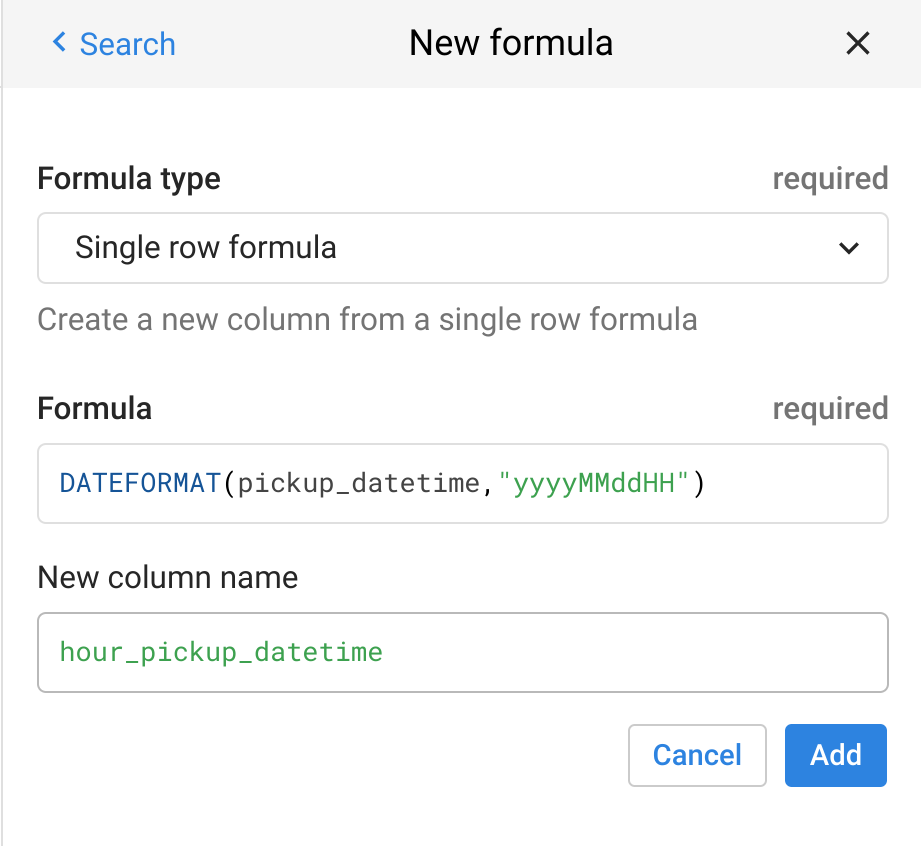 Search
New formula
Formula type
required
Single row formula
Create a new column from a single row formula
Formula
required
DATEFORMAT(pickup_datetime,"yyyyMMddHH")
New column name
hour_pickup_datetime
Cancel
Add